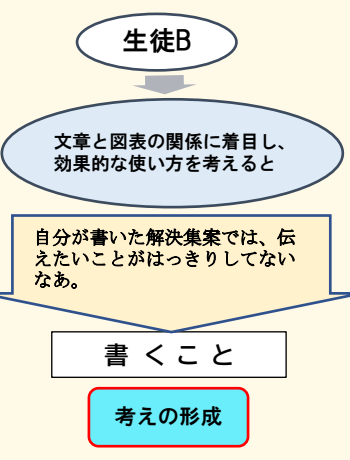 生徒B
文章と図表の関係に着目し、
効果的な使い方を考えると
自分が書いた解決集案では、伝
えたいことがはっきりしてない
なあ。
書くこと
考えの形成